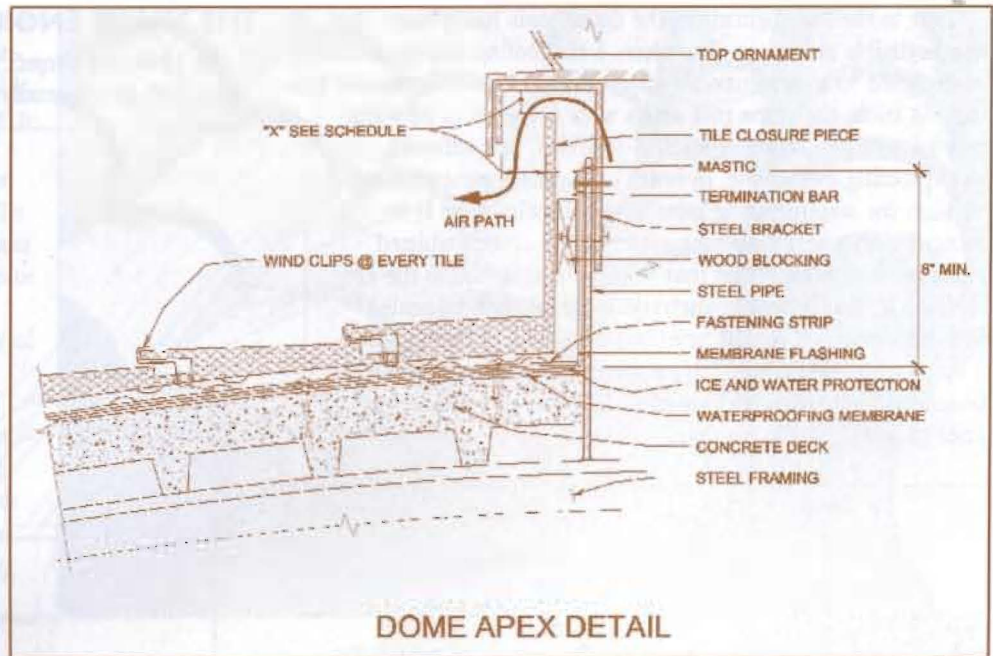 TOP ORNAMENT
"X" SEE SCHEDULE
TILE CLOSURE PIECE
MASTIC
TERMINATION BAR
AIR PATH
STEEL BRACKET
WIND CLIPS @ EVERY TILE
WOOD BLOCKING
8" MIN.
STEEL PIPE
FASTENING STRIP
MEMBRANE FLASHING
ICE AND WATER PROTECTION
WATERPROOFING MEMBRANE
CONCRETE DECK
STEEL FRAMING
DOME APEX DETAIL